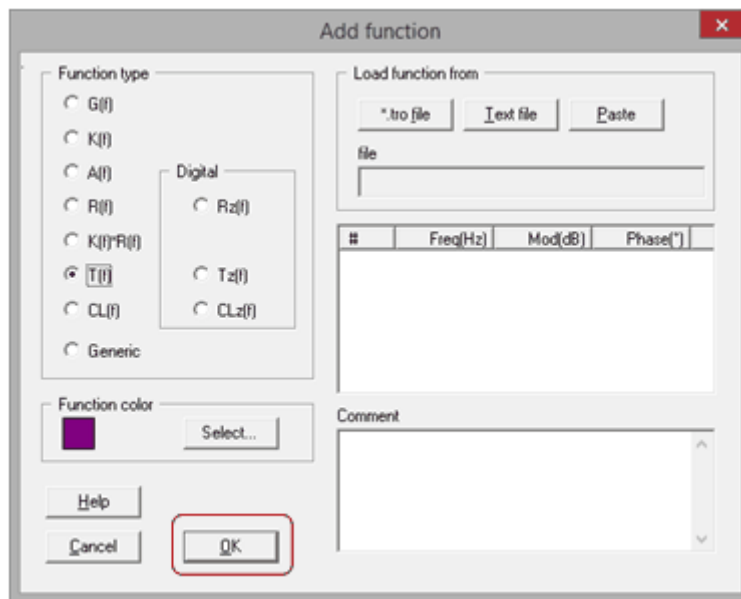 Add function
Function type
G(f)
K(f)
A(f)
R(f)
K(f)*R(f)
T(f)
CL(f)
Generic
Digital
Rz(f)
Tz(f)
CLz(f)
Function color
Select...
Help
Cancel
OK
Load function from
*.tro file
Text file
Paste
file
# Freq(Hz) Mod(dB) Phase(°)
Comment